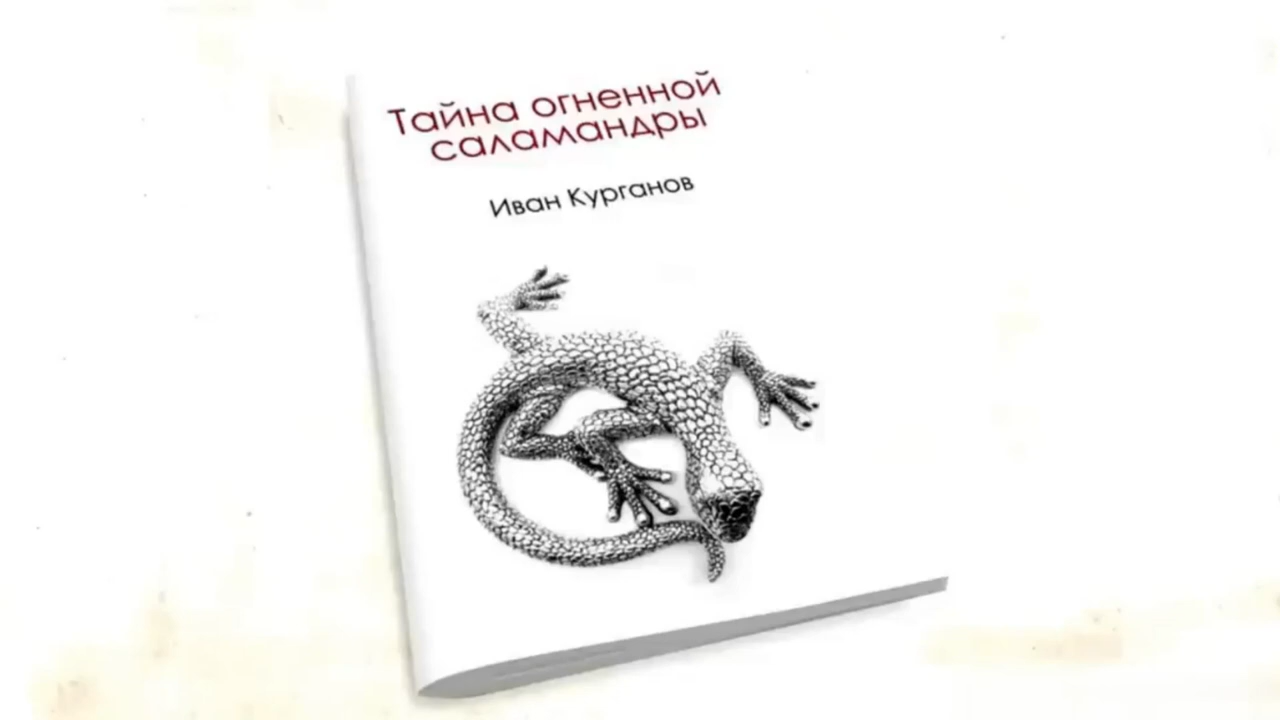 Тайна огненной
саламандры
Иван Курганов